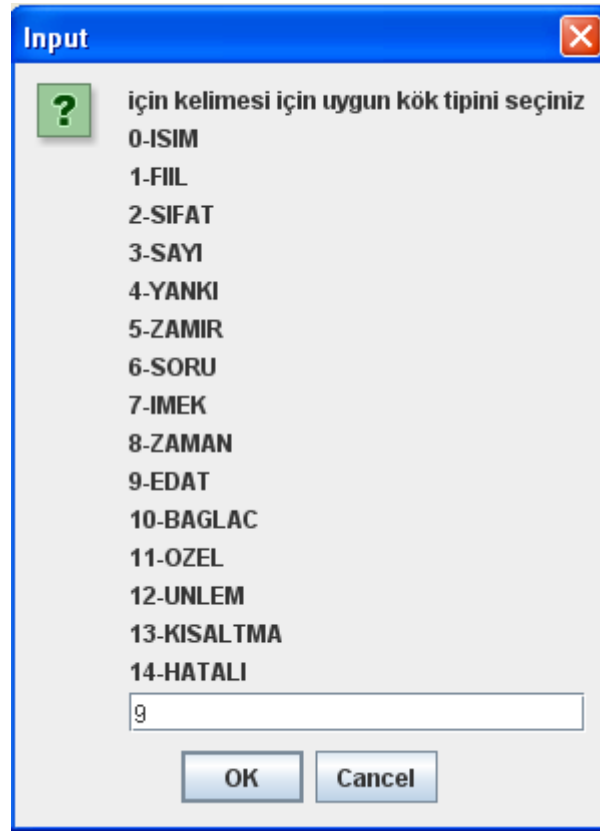 Input
?
için kelimesi için uygun kök tipini seçiniz
0-ISIM
1-FIIL
2-SIFAT
3-SAYI
4-YANKI
5-ZAMIR
6-SORU
7-IMEK
8-ZAMAN
9-EDAT
10-BAGLAC
11-OZEL
12-UNLEM
13-KISALTMA
14-HATALI
9
OK Cancel